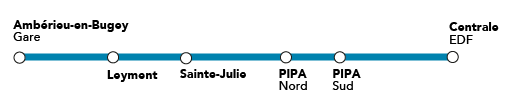 Ambérieu-en-Bugey
Gare
Leyment
Sainte-Julie
PIPA
Nord
PIPA
Sud
Centrale
EDF